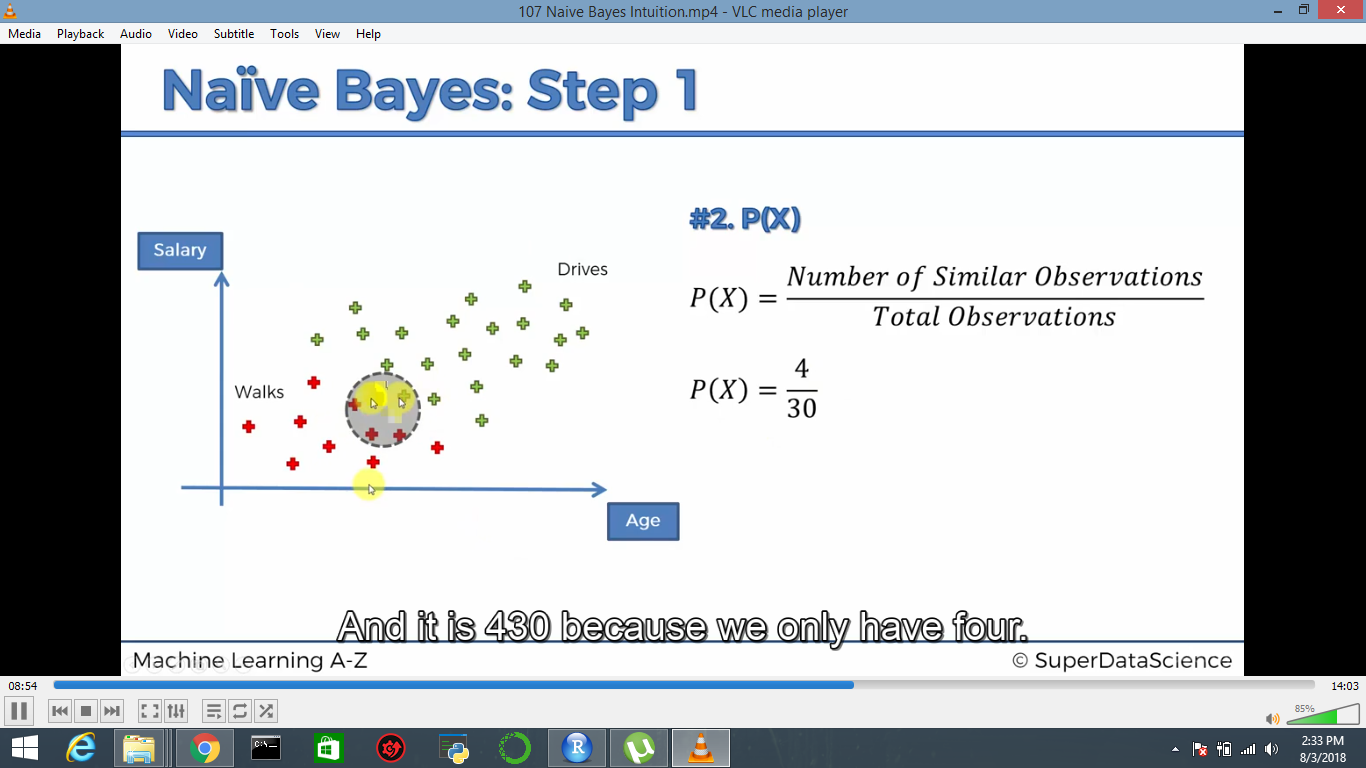 107 Naive Bayes Intuition.mp4 - VLC media player
Media Playback Audio Video Subtitle Tools View Help
Naïve Bayes: Step 1
#2. P(X)
Salary
Drives
P(X) = Number of Similar Observations / Total Observations
Walks
P(X) = 4 / 30
Age
And it is 430 because we only have four.
Machine Learning A-Z
© SuperDataScience
08:54
14:03
85%
C:\_
R
2:33 PM
8/3/2018